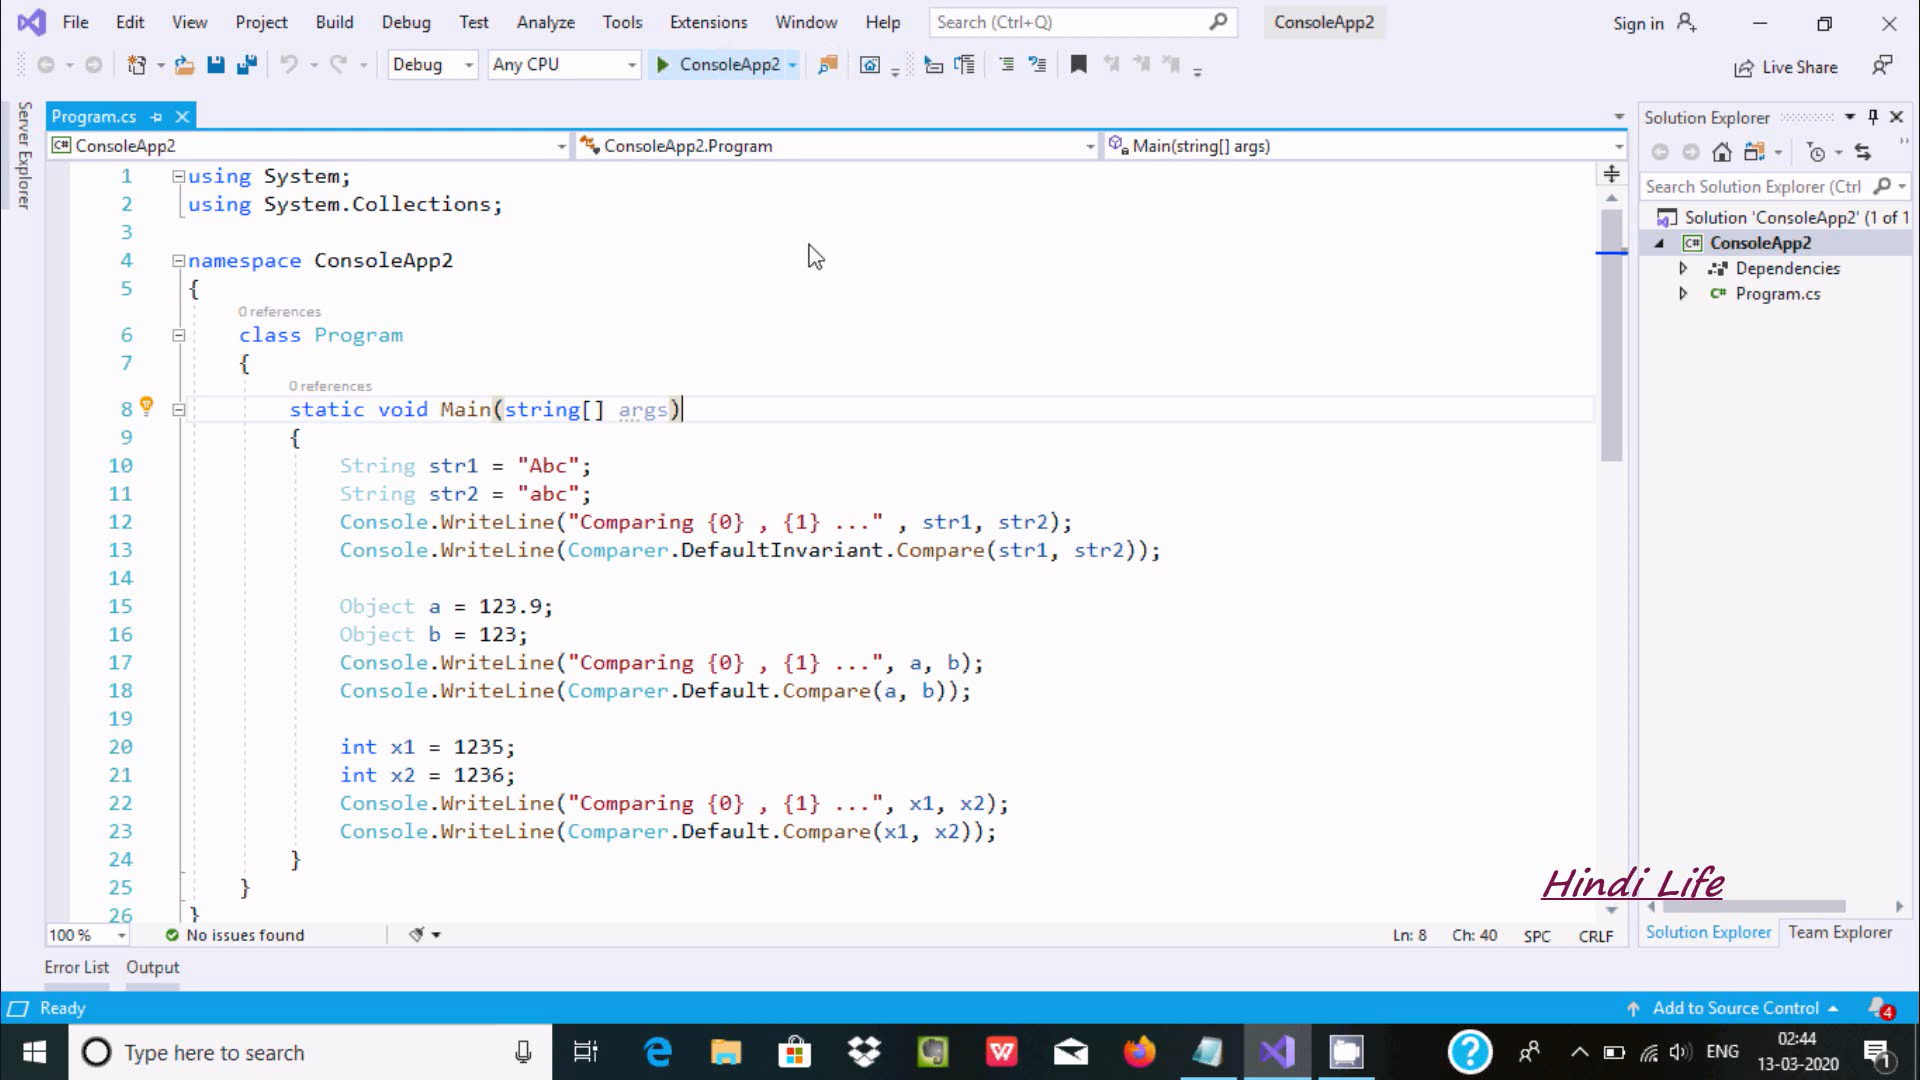 File Edit View Project Build Debug Test Analyze Tools Extensions Window Help Search (Ctrl+Q) ConsoleApp2 Sign in
Debug Any CPU ConsoleApp2 Live Share
Server Explorer
Program.cs
Solution Explorer
C# ConsoleApp2 ConsoleApp2.Program Main(string[] args)
Search Solution Explorer (Ctrl
Solution 'ConsoleApp2' (1 of 1
C# ConsoleApp2
Dependencies
C# Program.cs
1 using System;
2 using System.Collections;
3
4 namespace ConsoleApp2
5 {
0 references
6 class Program
7 {
0 references
8 static void Main(string[] args)
9 {
10 String str1 = "Abc";
11 String str2 = "abc";
12 Console.WriteLine("Comparing {0} , {1} ..." , str1, str2);
13 Console.WriteLine(Comparer.DefaultInvariant.Compare(str1, str2));
14
15 Object a = 123.9;
16 Object b = 123;
17 Console.WriteLine("Comparing {0} , {1} ...", a, b);
18 Console.WriteLine(Comparer.Default.Compare(a, b));
19
20 int x1 = 1235;
21 int x2 = 1236;
22 Console.WriteLine("Comparing {0} , {1} ...", x1, x2);
23 Console.WriteLine(Comparer.Default.Compare(x1, x2));
24 }
25 }
26 }
Hindi Life
100 % No issues found Ln: 8 Ch: 40 SPC CRLF
Solution Explorer Team Explorer
Error List Output
Ready Add to Source Control 4
Type here to search ENG 02:44
13-03-2020 1